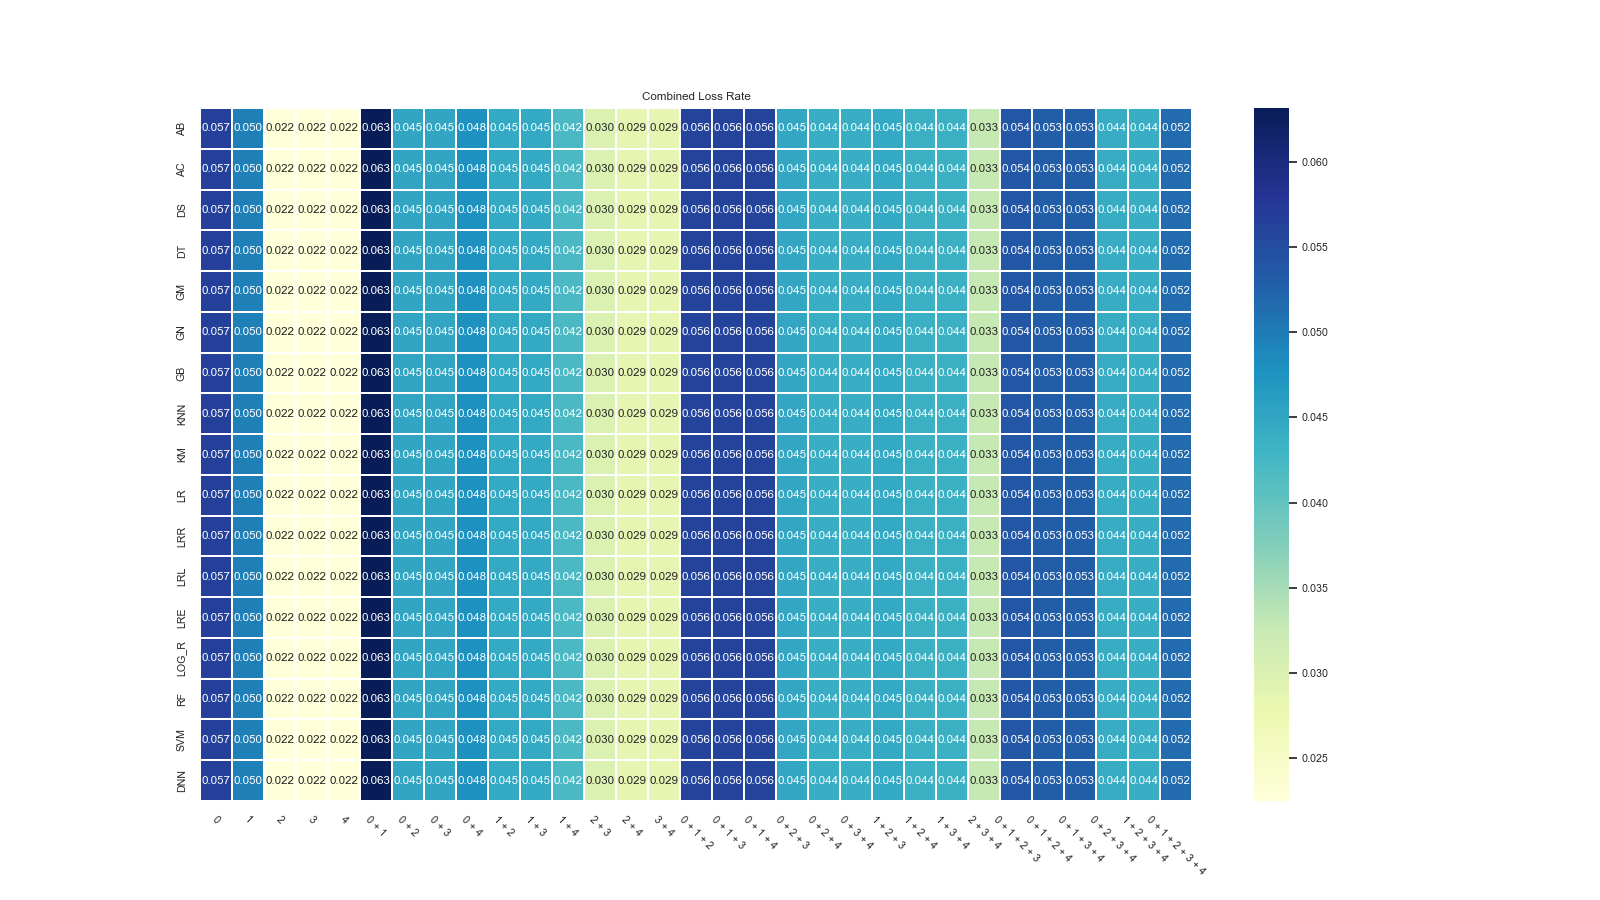 Combined Loss Rate
AB 0.057 0.050 0.022 0.022 0.022 0.063 0.045 0.045 0.048 0.045 0.045 0.042 0.030 0.029 0.029 0.056 0.056 0.056 0.045 0.044 0.044 0.045 0.044 0.044 0.033 0.054 0.053 0.053 0.044 0.044 0.052
AC 0.057 0.050 0.022 0.022 0.022 0.063 0.045 0.045 0.048 0.045 0.045 0.042 0.030 0.029 0.029 0.056 0.056 0.056 0.045 0.044 0.044 0.045 0.044 0.044 0.033 0.054 0.053 0.053 0.044 0.044 0.052
DS 0.057 0.050 0.022 0.022 0.022 0.063 0.045 0.045 0.048 0.045 0.045 0.042 0.030 0.029 0.029 0.056 0.056 0.056 0.045 0.044 0.044 0.045 0.044 0.044 0.033 0.054 0.053 0.053 0.044 0.044 0.052
DT 0.057 0.050 0.022 0.022 0.022 0.063 0.045 0.045 0.048 0.045 0.045 0.042 0.030 0.029 0.029 0.056 0.056 0.056 0.045 0.044 0.044 0.045 0.044 0.044 0.033 0.054 0.053 0.053 0.044 0.044 0.052
GM 0.057 0.050 0.022 0.022 0.022 0.063 0.045 0.045 0.048 0.045 0.045 0.042 0.030 0.029 0.029 0.056 0.056 0.056 0.045 0.044 0.044 0.045 0.044 0.044 0.033 0.054 0.053 0.053 0.044 0.044 0.052
GN 0.057 0.050 0.022 0.022 0.022 0.063 0.045 0.045 0.048 0.045 0.045 0.042 0.030 0.029 0.029 0.056 0.056 0.056 0.045 0.044 0.044 0.045 0.044 0.044 0.033 0.054 0.053 0.053 0.044 0.044 0.052
GB 0.057 0.050 0.022 0.022 0.022 0.063 0.045 0.045 0.048 0.045 0.045 0.042 0.030 0.029 0.029 0.056 0.056 0.056 0.045 0.044 0.044 0.045 0.044 0.044 0.033 0.054 0.053 0.053 0.044 0.044 0.052
KNN 0.057 0.050 0.022 0.022 0.022 0.063 0.045 0.045 0.048 0.045 0.045 0.042 0.030 0.029 0.029 0.056 0.056 0.056 0.045 0.044 0.044 0.045 0.044 0.044 0.033 0.054 0.053 0.053 0.044 0.044 0.052
KM 0.057 0.050 0.022 0.022 0.022 0.063 0.045 0.045 0.048 0.045 0.045 0.042 0.030 0.029 0.029 0.056 0.056 0.056 0.045 0.044 0.044 0.045 0.044 0.044 0.033 0.054 0.053 0.053 0.044 0.044 0.052
LR 0.057 0.050 0.022 0.022 0.022 0.063 0.045 0.045 0.048 0.045 0.045 0.042 0.030 0.029 0.029 0.056 0.056 0.056 0.045 0.044 0.044 0.045 0.044 0.044 0.033 0.054 0.053 0.053 0.044 0.044 0.052
LRR 0.057 0.050 0.022 0.022 0.022 0.063 0.045 0.045 0.048 0.045 0.045 0.042 0.030 0.029 0.029 0.056 0.056 0.056 0.045 0.044 0.044 0.045 0.044 0.044 0.033 0.054 0.053 0.053 0.044 0.044 0.052
LRL 0.057 0.050 0.022 0.022 0.022 0.063 0.045 0.045 0.048 0.045 0.045 0.042 0.030 0.029 0.029 0.056 0.056 0.056 0.045 0.044 0.044 0.045 0.044 0.044 0.033 0.054 0.053 0.053 0.044 0.044 0.052
LRE 0.057 0.050 0.022 0.022 0.022 0.063 0.045 0.045 0.048 0.045 0.045 0.042 0.030 0.029 0.029 0.056 0.056 0.056 0.045 0.044 0.044 0.045 0.044 0.044 0.033 0.054 0.053 0.053 0.044 0.044 0.052
LOG_R 0.057 0.050 0.022 0.022 0.022 0.063 0.045 0.045 0.048 0.045 0.045 0.042 0.030 0.029 0.029 0.056 0.056 0.056 0.045 0.044 0.044 0.045 0.044 0.044 0.033 0.054 0.053 0.053 0.044 0.044 0.052
RF 0.057 0.050 0.022 0.022 0.022 0.063 0.045 0.045 0.048 0.045 0.045 0.042 0.030 0.029 0.029 0.056 0.056 0.056 0.045 0.044 0.044 0.045 0.044 0.044 0.033 0.054 0.053 0.053 0.044 0.044 0.052
SVM 0.057 0.050 0.022 0.022 0.022 0.063 0.045 0.045 0.048 0.045 0.045 0.042 0.030 0.029 0.029 0.056 0.056 0.056 0.045 0.044 0.044 0.045 0.044 0.044 0.033 0.054 0.053 0.053 0.044 0.044 0.052
DNN 0.057 0.050 0.022 0.022 0.022 0.063 0.045 0.045 0.048 0.045 0.045 0.042 0.030 0.029 0.029 0.056 0.056 0.056 0.045 0.044 0.044 0.045 0.044 0.044 0.033 0.054 0.053 0.053 0.044 0.044 0.052
0
1
2
3
4
0 + 1
0 + 2
0 + 3
0 + 4
1 + 2
1 + 3
1 + 4
2 + 3
2 + 4
3 + 4
0 + 1 + 2
0 + 1 + 3
0 + 1 + 4
0 + 2 + 3
0 + 2 + 4
0 + 3 + 4
1 + 2 + 3
1 + 2 + 4
1 + 3 + 4
2 + 3 + 4
0 + 1 + 2 + 3
0 + 1 + 2 + 4
0 + 1 + 3 + 4
0 + 2 + 3 + 4
1 + 2 + 3 + 4
0 + 1 + 2 + 3 + 4
0.060
0.055
0.050
0.045
0.040
0.035
0.030
0.025